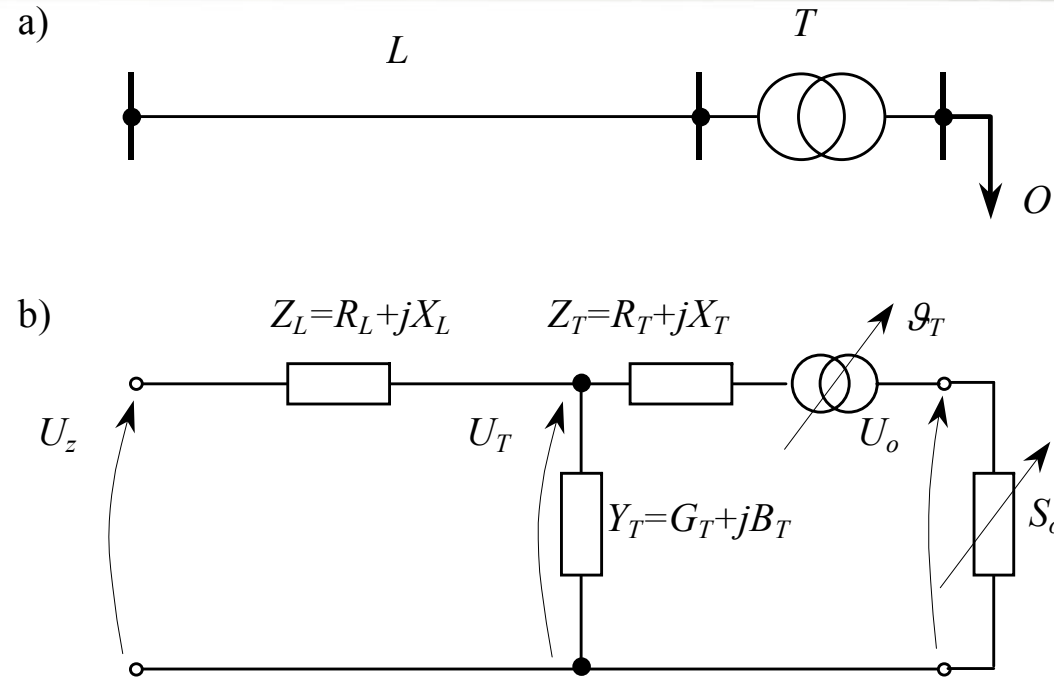 a)
L
T
O
b)
Z_L=R_L+jX_L
Z_T=R_T+jX_T
ϑ_T
U_z
U_T
U_o
Y_T=G_T+jB_T
S_o